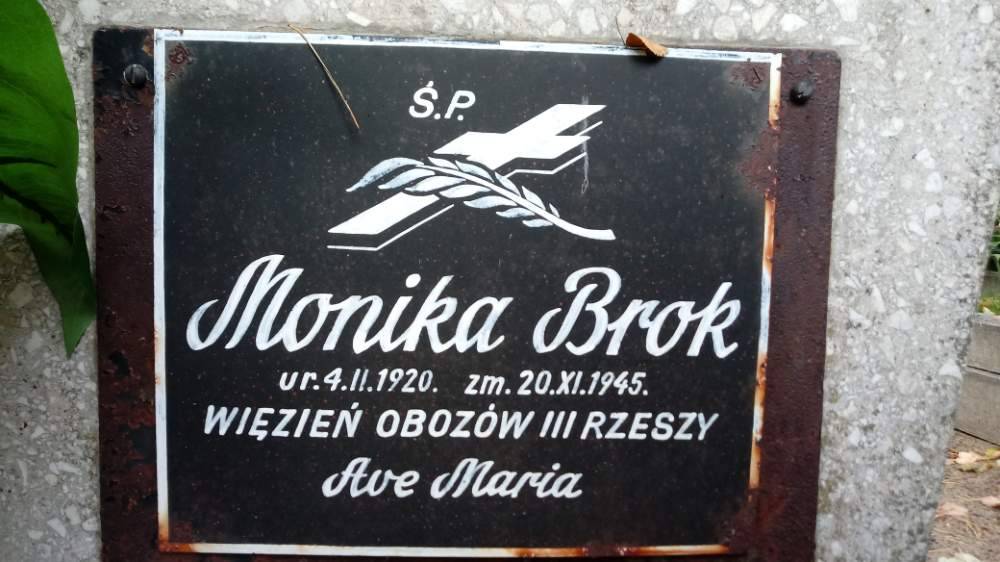 Ś.P.
Monika Brok
ur. 4.II.1920. zm. 20.XI.1945.
WIĘZIEŃ OBOZÓW III RZESZY
Ave Maria